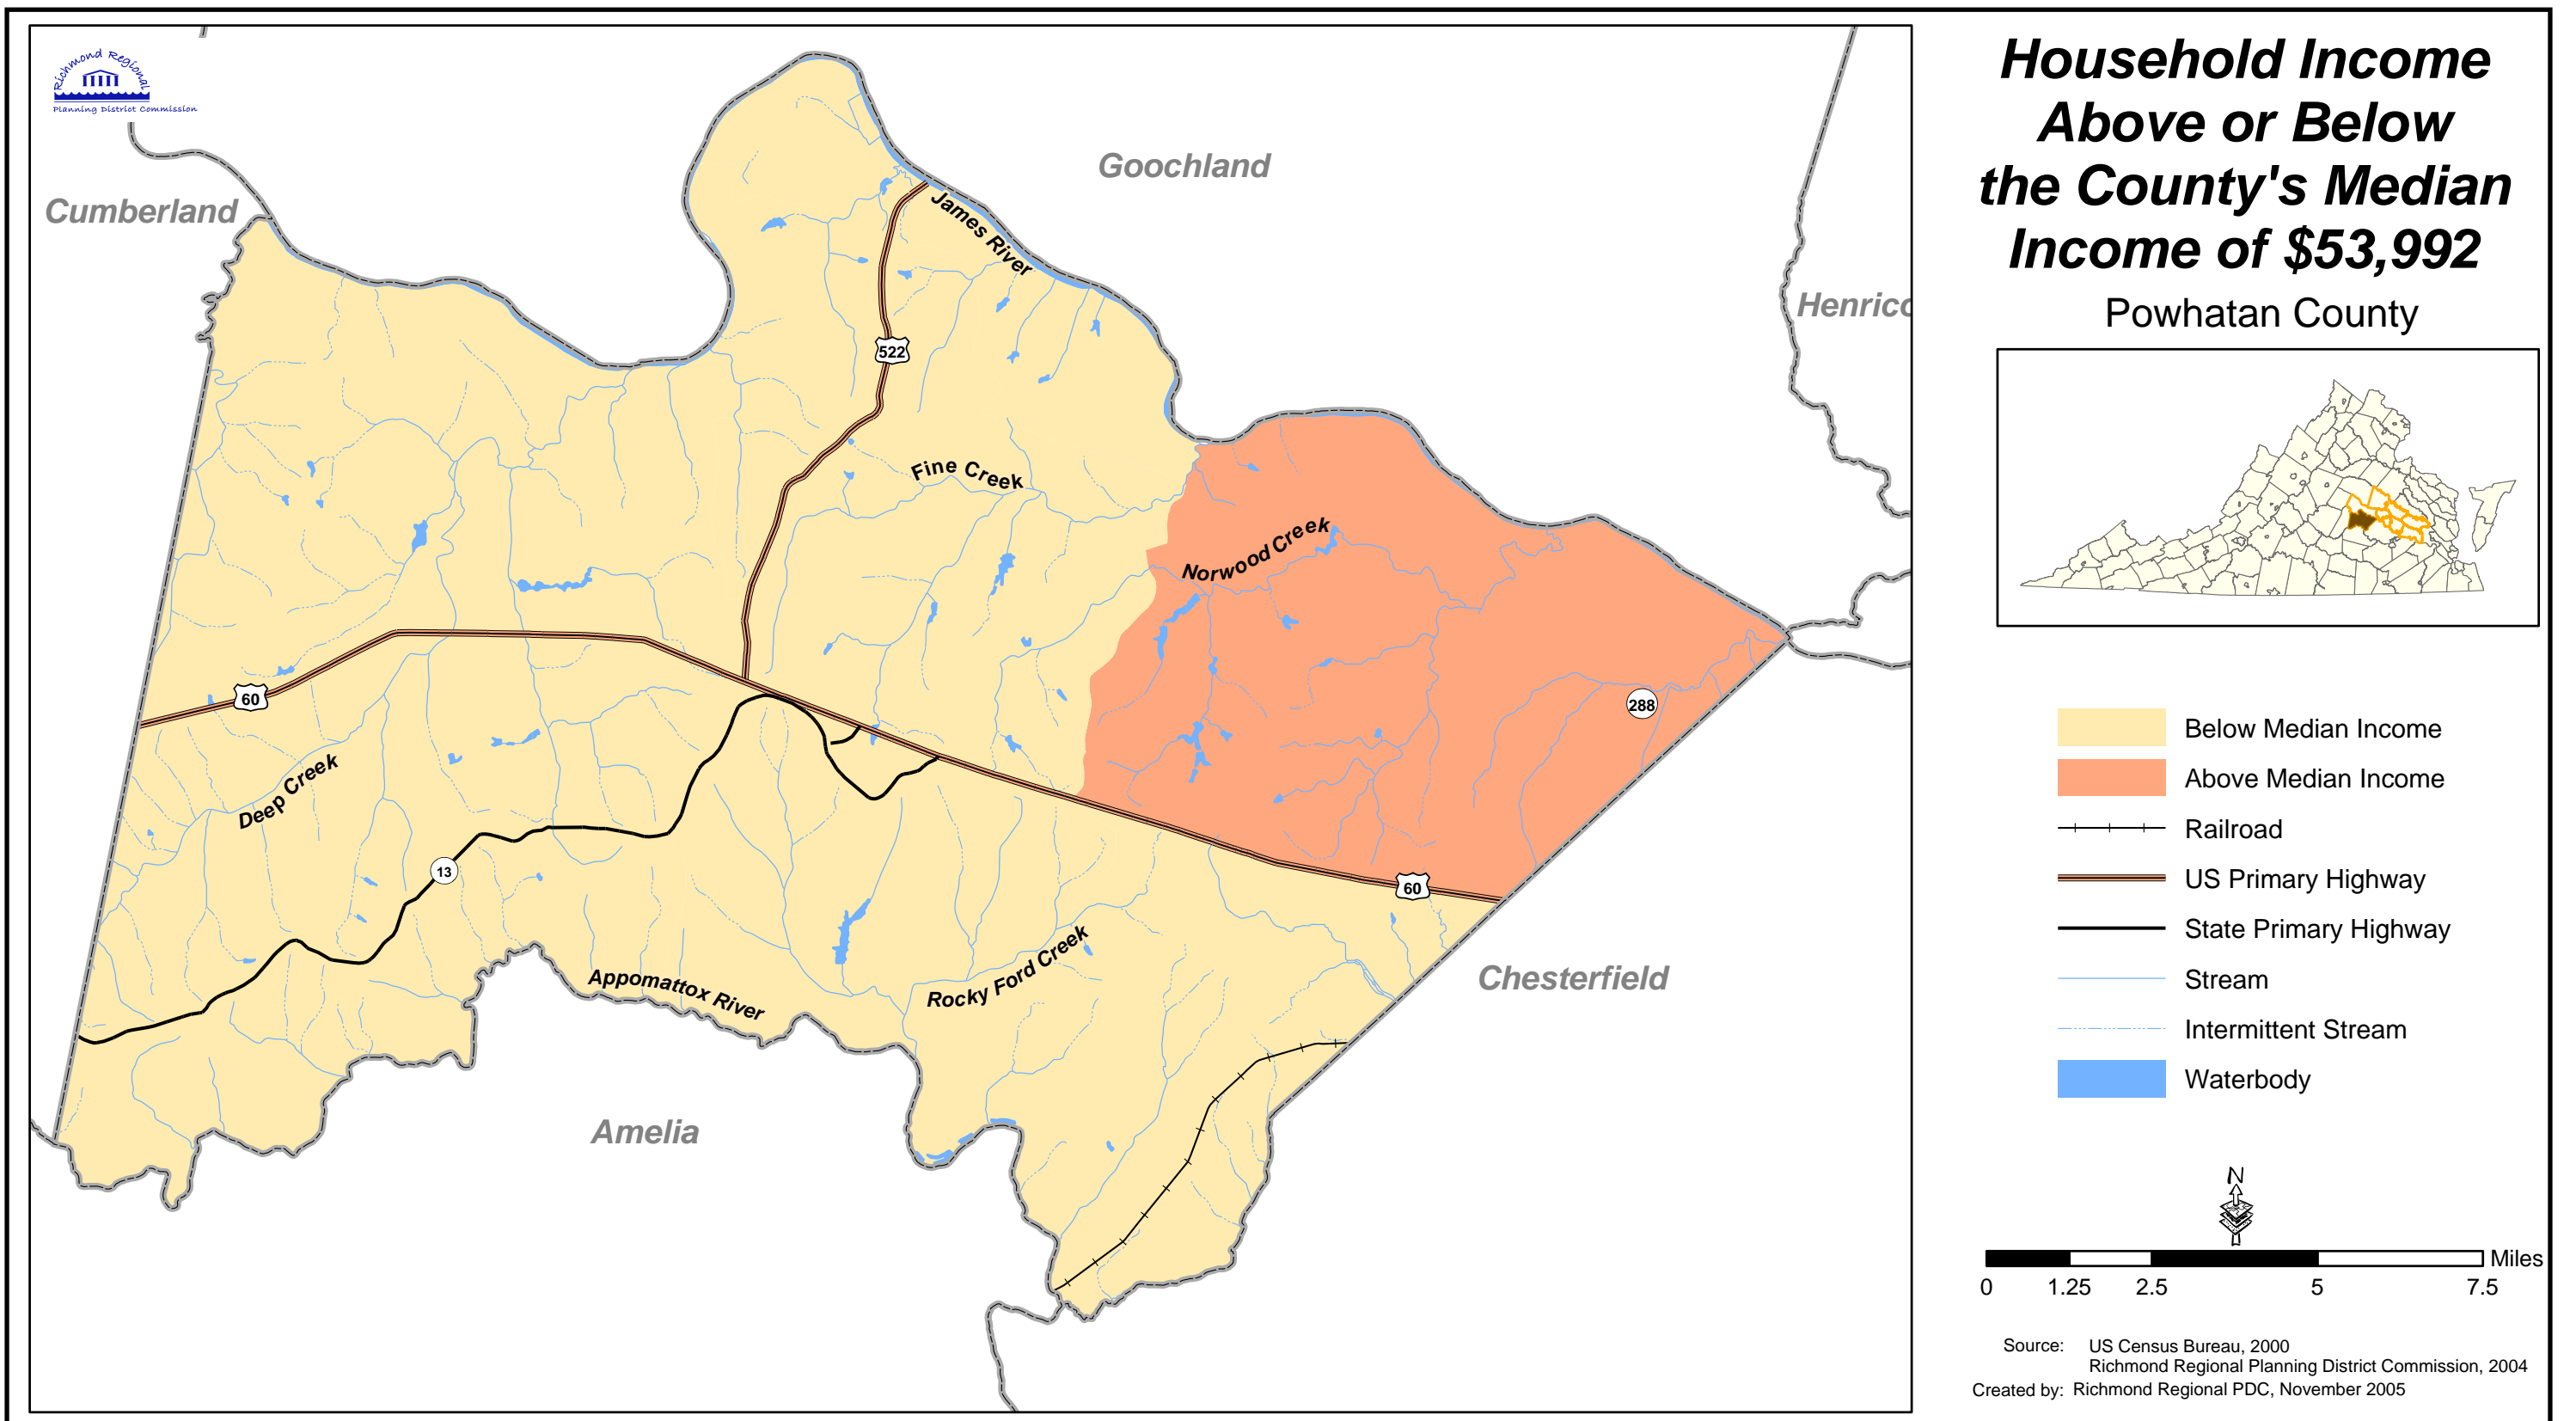 Richmond Regional
Planning District Commission
Household Income
Above or Below
the County's Median
Income of $53,992
Powhatan County
Goochland
Cumberland
Henrico
James River
522
Fine Creek
Norwood Creek
60
288
Deep Creek
13
60
Rocky Ford Creek
Appomattox River
Chesterfield
Amelia
Below Median Income
Above Median Income
Railroad
US Primary Highway
State Primary Highway
Stream
Intermittent Stream
Waterbody
N
Miles
0 1.25 2.5 5 7.5
Source: US Census Bureau, 2000
Richmond Regional Planning District Commission, 2004
Created by: Richmond Regional PDC, November 2005